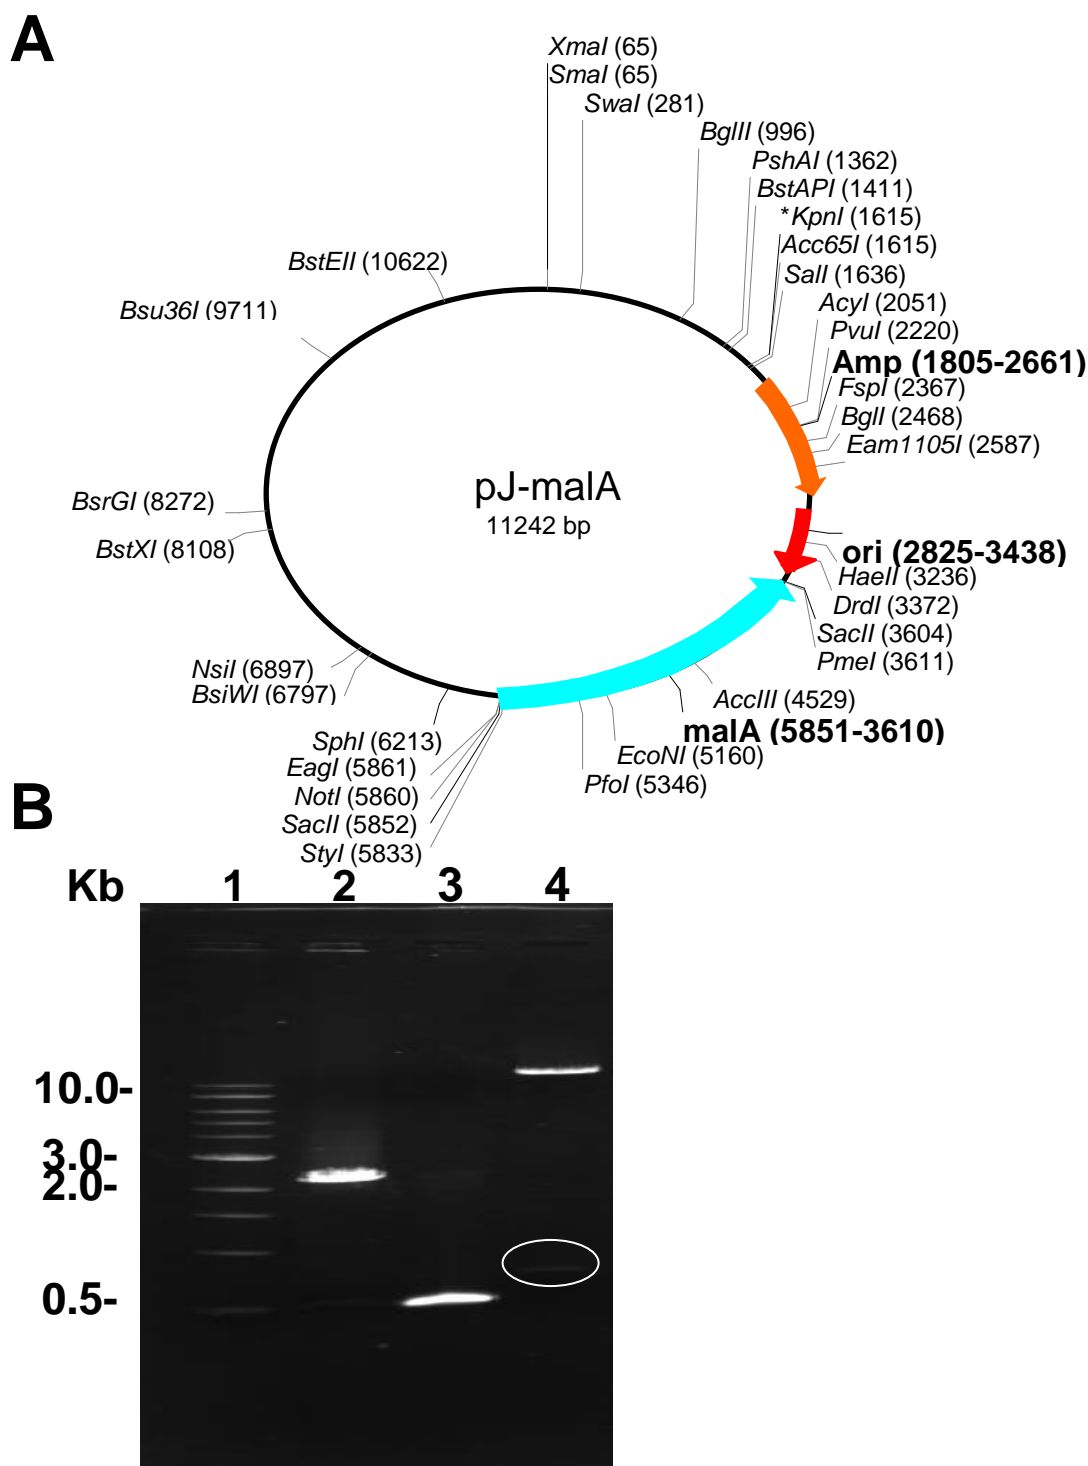 A
XmaI (65)
SmaI (65)
SwaI (281)
BglII (996)
PshAI (1362)
BstAPI (1411)
*KpnI (1615)
Acc65I (1615)
SalI (1636)
AcyI (2051)
PvuI (2220)
Amp (1805-2661)
FspI (2367)
BglI (2468)
Eam1105I (2587)
ori (2825-3438)
HaeII (3236)
DrdI (3372)
SacII (3604)
PmeI (3611)
AccIII (4529)
malA (5851-3610)
EcoNI (5160)
PfoI (5346)
StyI (5833)
SacII (5852)
NotI (5860)
EagI (5861)
SphI (6213)
BsiWI (6797)
NsiI (6897)
BstXI (8108)
BsrGI (8272)
Bsu36I (9711)
BstEII (10622)
pJ-malA
11242 bp
B
Kb 1 2 3 4
10.0-
3.0-
2.0-
0.5-